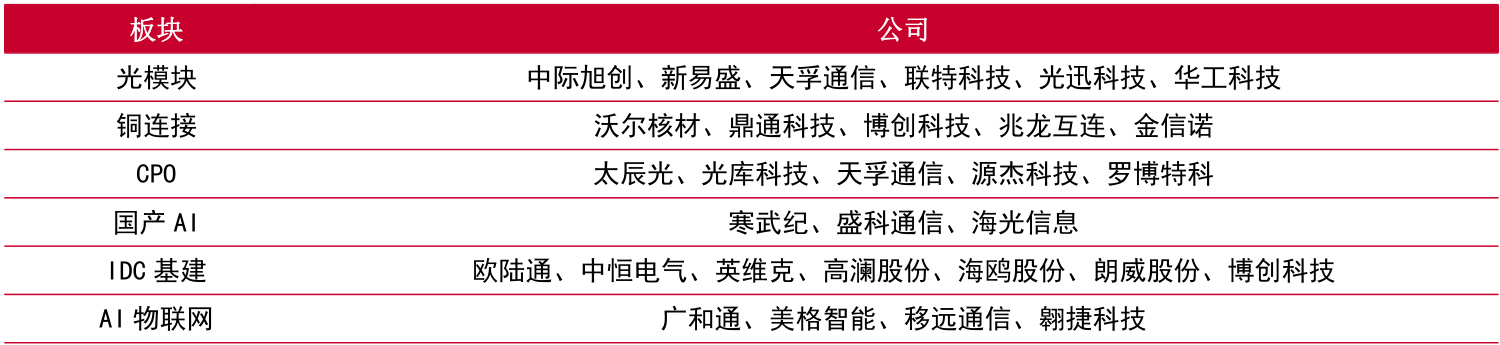 板块 公司
光模块 中际旭创、新易盛、天孚通信、联特科技、光迅科技、华工科技
铜连接 沃尔核材、鼎通科技、博创科技、兆龙互连、金信诺
CPO 太辰光、光库科技、天孚通信、源杰科技、罗博特科
国产 AI 寒武纪、盛科通信、海光信息
IDC 基建 欧陆通、中恒电气、英维克、高澜股份、海鸥股份、朗威股份、博创科技
AI 物联网 广和通、美格智能、移远通信、翱捷科技